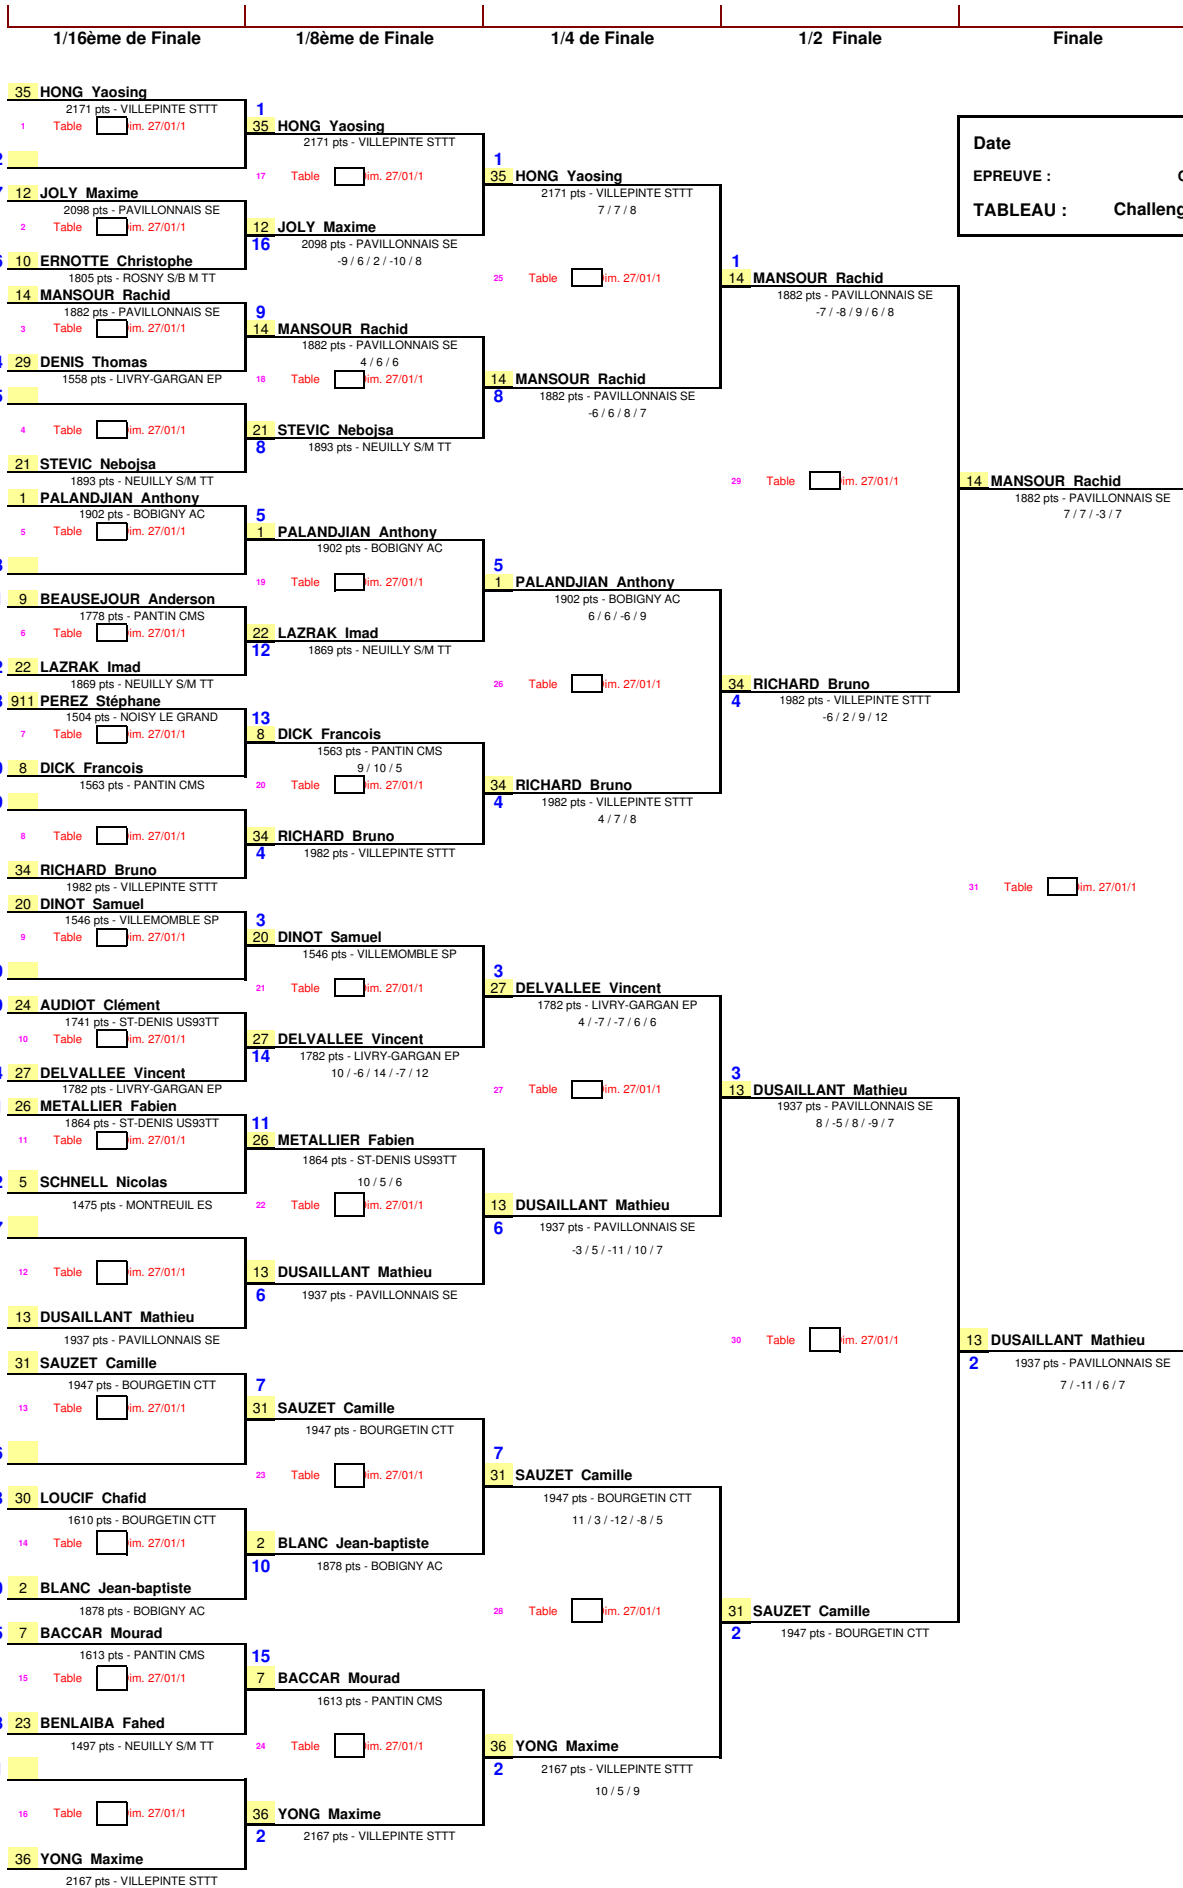 1/16ème de Finale
35 HONG Yaosing
2171 pts - VILLEPINTE STTT
1 Table im. 27/01/1
12 JOLY Maxime
2098 pts - PAVILLONNAIS SE
2 Table im. 27/01/1
10 ERNOTTE Christophe
1805 pts - ROSNY S/B M TT
14 MANSOUR Rachid
1882 pts - PAVILLONNAIS SE
3 Table im. 27/01/1
29 DENIS Thomas
1558 pts - LIVRY-GARGAN EP
4 Table im. 27/01/1
21 STEVIC Nebojsa
1893 pts - NEUILLY S/M TT
1 PALANDJIAN Anthony
1902 pts - BOBIGNY AC
5 Table im. 27/01/1
9 BEAUSEJOUR Anderson
1778 pts - PANTIN CMS
6 Table im. 27/01/1
22 LAZRAK Imad
1869 pts - NEUILLY S/M TT
911 PEREZ Stéphane
1504 pts - NOISY LE GRAND
7 Table im. 27/01/1
8 DICK Francois
1563 pts - PANTIN CMS
8 Table im. 27/01/1
34 RICHARD Bruno
1982 pts - VILLEPINTE STTT
20 DINOT Samuel
1546 pts - VILLEMOMBLE SP
9 Table im. 27/01/1
24 AUDIOT Clément
1741 pts - ST-DENIS US93TT
10 Table im. 27/01/1
27 DELVALLEE Vincent
1782 pts - LIVRY-GARGAN EP
26 METALLIER Fabien
1864 pts - ST-DENIS US93TT
11 Table im. 27/01/1
5 SCHNELL Nicolas
1475 pts - MONTREUIL ES
12 Table im. 27/01/1
13 DUSAILLANT Mathieu
1937 pts - PAVILLONNAIS SE
31 SAUZET Camille
1947 pts - BOURGETIN CTT
13 Table im. 27/01/1
30 LOUCIF Chafid
1610 pts - BOURGETIN CTT
14 Table im. 27/01/1
2 BLANC Jean-baptiste
1878 pts - BOBIGNY AC
7 BACCAR Mourad
1613 pts - PANTIN CMS
15 Table im. 27/01/1
23 BENLAIBA Fahed
1497 pts - NEUILLY S/M TT
16 Table im. 27/01/1
36 YONG Maxime
2167 pts - VILLEPINTE STTT
1/8ème de Finale
1
35 HONG Yaosing
2171 pts - VILLEPINTE STTT
17 Table im. 27/01/1
12 JOLY Maxime
16 2098 pts - PAVILLONNAIS SE
-9 / 6 / 2 / -10 / 8
9
14 MANSOUR Rachid
1882 pts - PAVILLONNAIS SE
4 / 6 / 6
18 Table im. 27/01/1
21 STEVIC Nebojsa
8 1893 pts - NEUILLY S/M TT
5
1 PALANDJIAN Anthony
1902 pts - BOBIGNY AC
19 Table im. 27/01/1
22 LAZRAK Imad
12 1869 pts - NEUILLY S/M TT
13
8 DICK Francois
1563 pts - PANTIN CMS
9 / 10 / 5
20 Table im. 27/01/1
34 RICHARD Bruno
4 1982 pts - VILLEPINTE STTT
3
20 DINOT Samuel
1546 pts - VILLEMOMBLE SP
21 Table im. 27/01/1
27 DELVALLEE Vincent
14 1782 pts - LIVRY-GARGAN EP
10 / -6 / 14 / -7 / 12
11
26 METALLIER Fabien
1864 pts - ST-DENIS US93TT
10 / 5 / 6
22 Table im. 27/01/1
13 DUSAILLANT Mathieu
6 1937 pts - PAVILLONNAIS SE
7
31 SAUZET Camille
1947 pts - BOURGETIN CTT
23 Table im. 27/01/1
2 BLANC Jean-baptiste
10 1878 pts - BOBIGNY AC
15
7 BACCAR Mourad
1613 pts - PANTIN CMS
24 Table im. 27/01/1
36 YONG Maxime
2 2167 pts - VILLEPINTE STTT
1/4 de Finale
1
35 HONG Yaosing
2171 pts - VILLEPINTE STTT
7 / 7 / 8
25 Table im. 27/01/1
14 MANSOUR Rachid
8 1882 pts - PAVILLONNAIS SE
-6 / 6 / 8 / 7
5
1 PALANDJIAN Anthony
1902 pts - BOBIGNY AC
6 / 6 / -6 / 9
26 Table im. 27/01/1
34 RICHARD Bruno
4 1982 pts - VILLEPINTE STTT
4 / 7 / 8
3
27 DELVALLEE Vincent
1782 pts - LIVRY-GARGAN EP
4 / -7 / -7 / 6 / 6
27 Table im. 27/01/1
13 DUSAILLANT Mathieu
6 1937 pts - PAVILLONNAIS SE
-3 / 5 / -11 / 10 / 7
7
31 SAUZET Camille
1947 pts - BOURGETIN CTT
11 / 3 / -12 / -8 / 5
28 Table im. 27/01/1
36 YONG Maxime
2 2167 pts - VILLEPINTE STTT
10 / 5 / 9
1/2 Finale
1
14 MANSOUR Rachid
1882 pts - PAVILLONNAIS SE
-7 / -8 / 9 / 6 / 8
29 Table im. 27/01/1
34 RICHARD Bruno
4 1982 pts - VILLEPINTE STTT
-6 / 2 / 9 / 12
3
13 DUSAILLANT Mathieu
1937 pts - PAVILLONNAIS SE
8 / -5 / 8 / -9 / 7
30 Table im. 27/01/1
31 SAUZET Camille
2 1947 pts - BOURGETIN CTT
Finale
Date
EPREUVE :
TABLEAU : Challeng
14 MANSOUR Rachid
1882 pts - PAVILLONNAIS SE
7 / 7 / -3 / 7
31 Table im. 27/01/1
13 DUSAILLANT Mathieu
2 1937 pts - PAVILLONNAIS SE
7 / -11 / 6 / 7